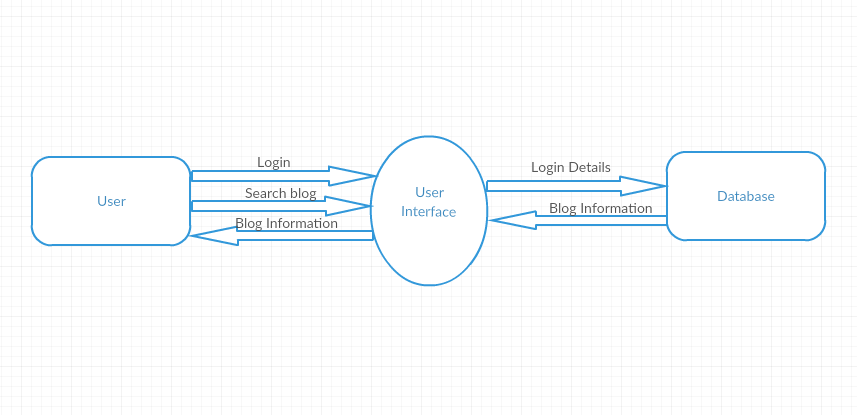 Login
Search blog
Blog Information
User
User
Interface
Login Details
Blog Information
Database